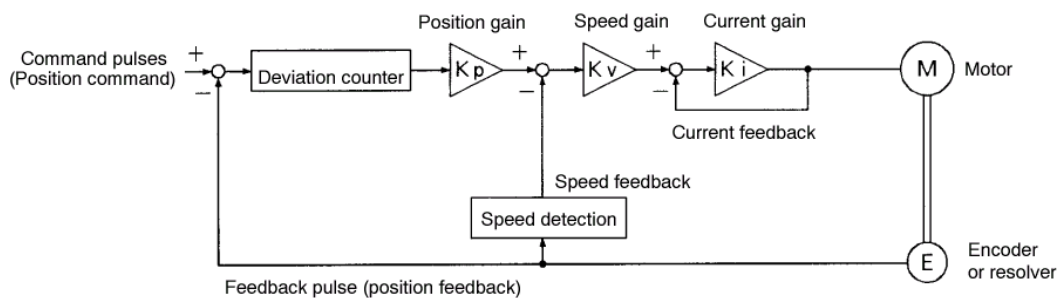 Position gain
Speed gain
Current gain
Command pulses
(Position command)
+
−
Deviation counter
Kp
+
−
Kv
+
−
Ki
M
Motor
Current feedback
Speed feedback
Speed detection
E
Encoder
or resolver
Feedback pulse (position feedback)